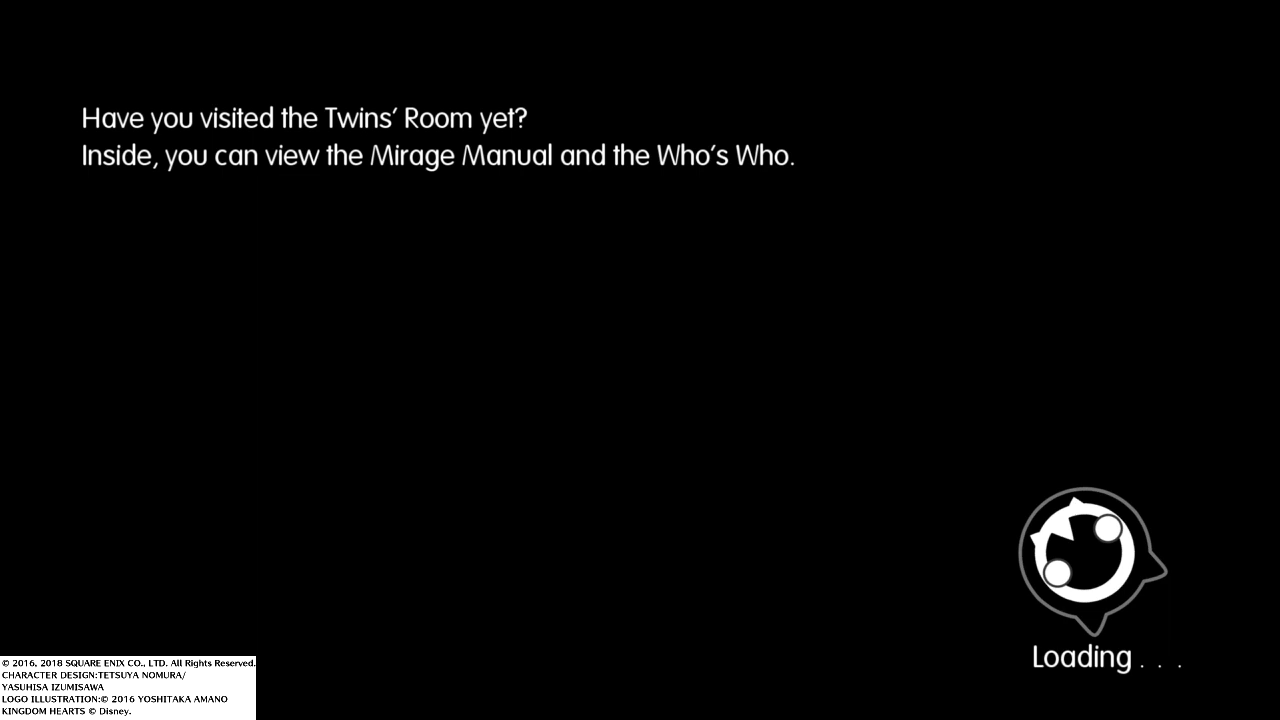 Have you visited the Twins' Room yet?
Inside, you can view the Mirage Manual and the Who's Who.
Loading . . .
© 2016, 2018 SQUARE ENIX CO., LTD. All Rights Reserved.
CHARACTER DESIGN:TETSUYA NOMURA/
YASUHISA IZUMISAWA
LOGO ILLUSTRATION:© 2016 YOSHITAKA AMANO
KINGDOM HEARTS © Disney.